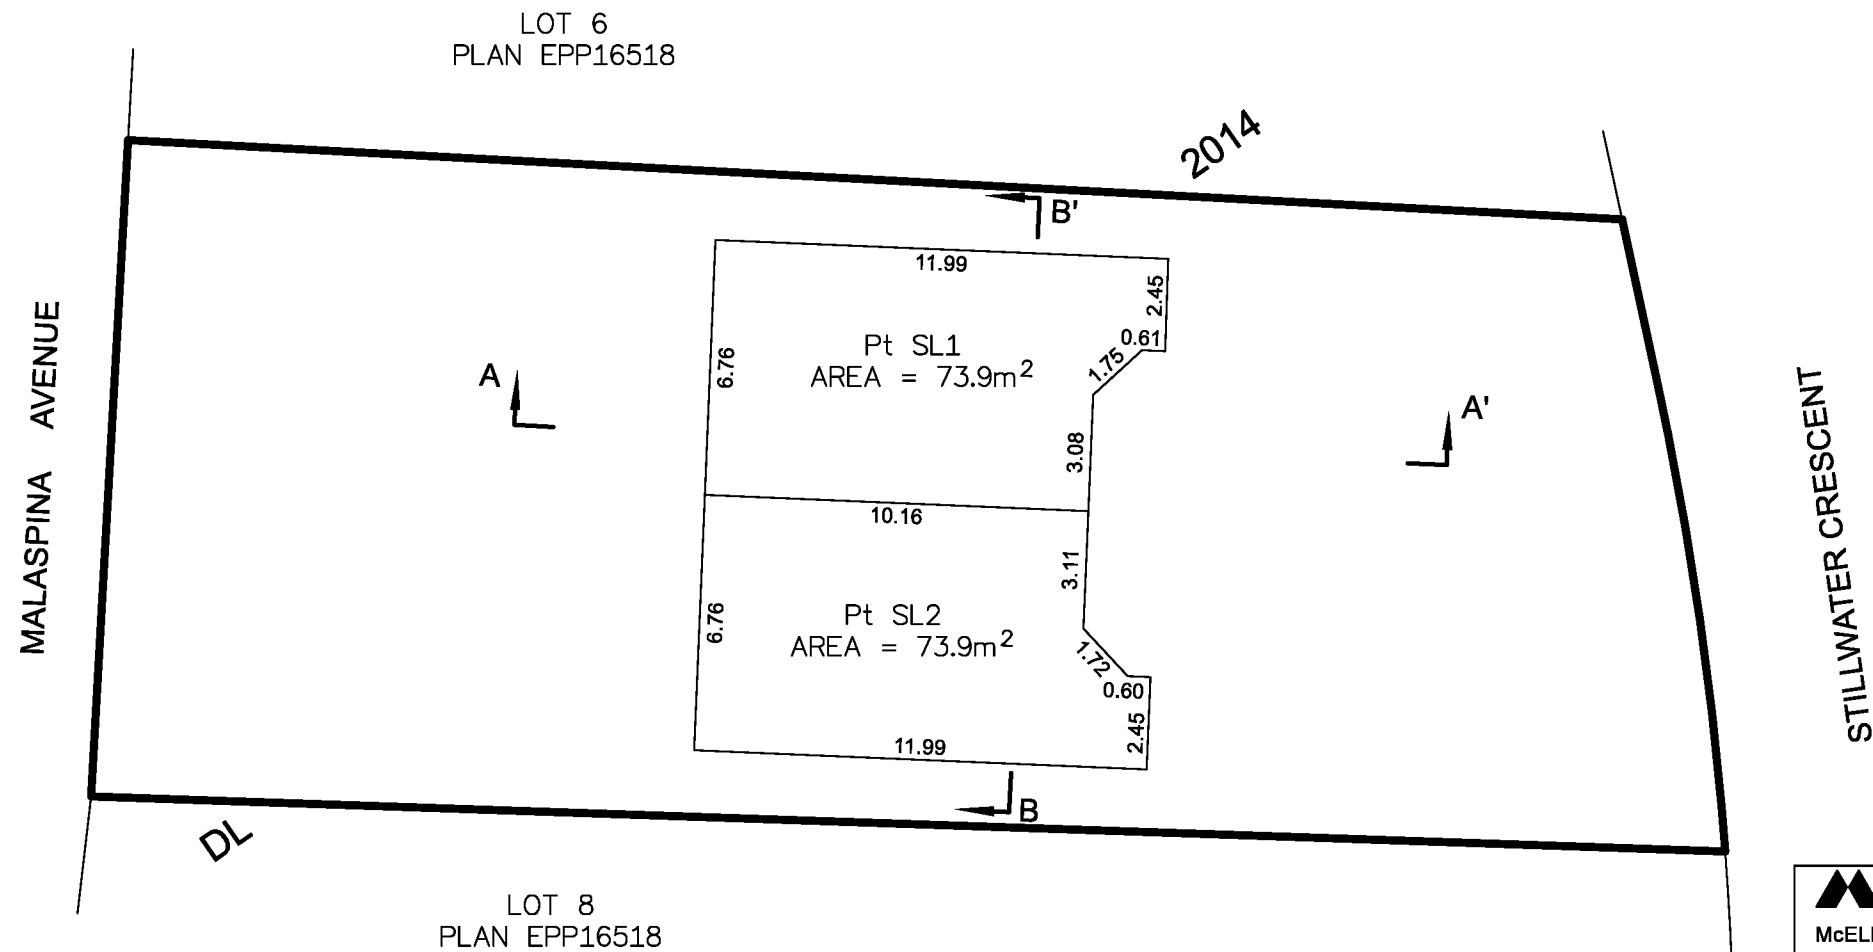 LOT 6
PLAN EPP16518
2014
B'
11.99
2.45
0.61
1.75
Pt SL1
AREA = 73.9m²
6.76
A
A'
3.08
MALASPINA AVENUE
STILLWATER CRESCENT
10.16
3.11
Pt SL2
AREA = 73.9m²
6.76
1.72
0.60
2.45
11.99
B
DL
LOT 8
PLAN EPP16518